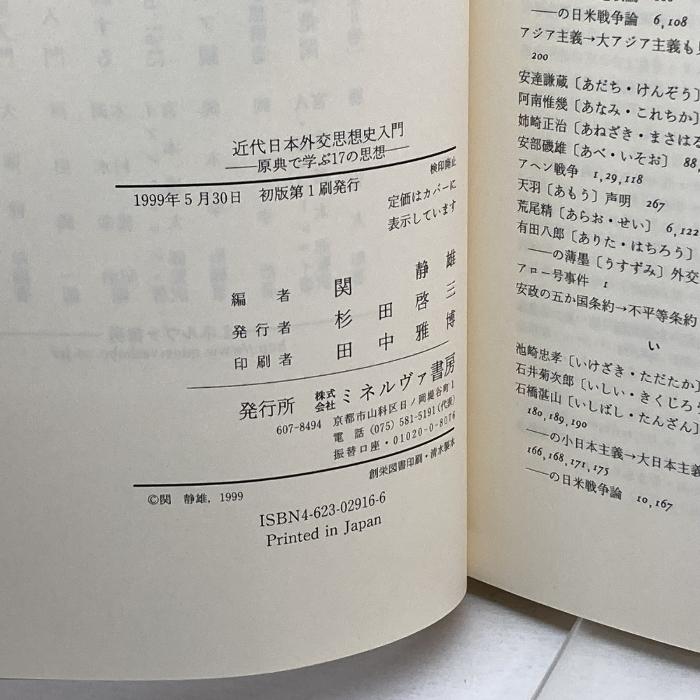 近代日本外交思想史入門
——原典で学ぶ17の思想——
1999年5月30日 初版第1刷発行
検印廃止
定価はカバーに
表示しています
編者 関静雄
発行者 杉田啓三
印刷者 田中雅博
発行所 株式会社 ミネルヴァ書房
607-8494 京都市山科区日ノ岡堤谷町1
電話 (075) 581-5191 (代表)
振替口座・01020-0-8076
創栄図書印刷・清水製本
©関 静雄, 1999
ISBN4-623-02916-6
Printed in Japan
——の日米戦争論 6,108
アジア主義→大アジア主義も
200
安達謙蔵〔あだち・けんぞう〕
阿南惟幾〔あなみ・これちか〕
姉崎正治〔あねざき・まさはる
安部磯雄〔あべ・いそお〕 88,
アヘン戦争 1,29,118
天羽〔あもう〕声明 267
荒尾精〔あらお・せい〕 6,122
有田八郎〔ありた・はちろう〕
——の薄墨〔うすずみ〕外交
アロー号事件 1
安政の五か国条約→不平等条約
い
池崎忠孝〔いけざき・ただたか〕
石井菊次郎〔いしい・きくじろ
石橋湛山〔いしばし・たんざん〕
180,189,190
——の小日本主義→大日本主義
166,168,171,175
——の日米戦争論 10,167